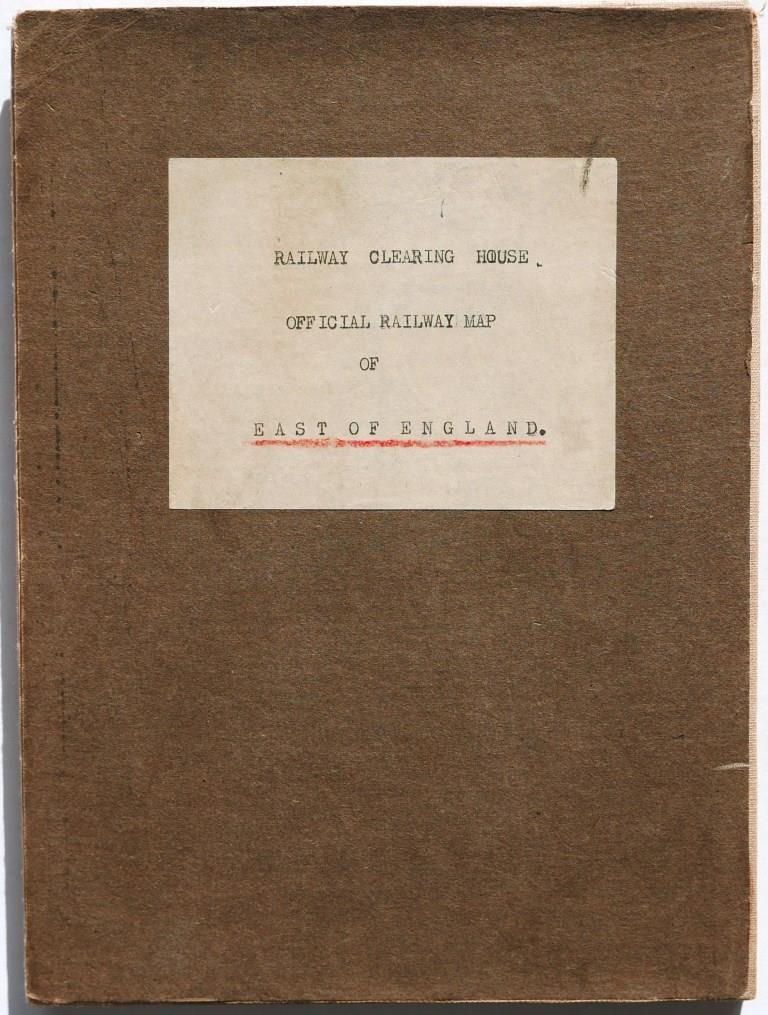 RAILWAY CLEARING HOUSE.
OFFICIAL RAILWAY MAP
OF
EAST OF ENGLAND.